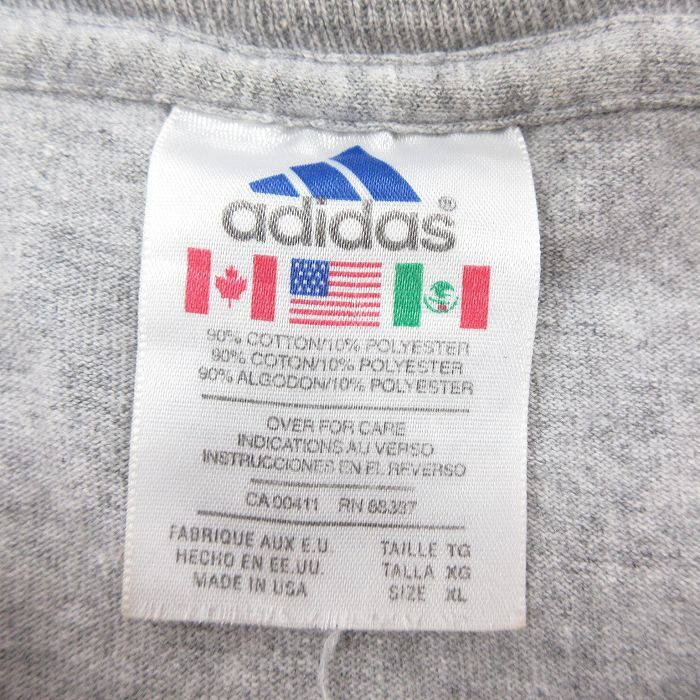 adidas®
90% COTTON/10% POLYESTER
90% COTON/10% POLYESTER
90% ALGODON/10% POLYESTER
OVER FOR CARE
INDICATIONS AU VERSO
INSTRUCCIONES EN EL REVERSO
CA 00411 RN 88387
FABRIQUE AUX E.U. TAILLE TG
HECHO EN EE.UU. TALLA XG
MADE IN USA SIZE XL